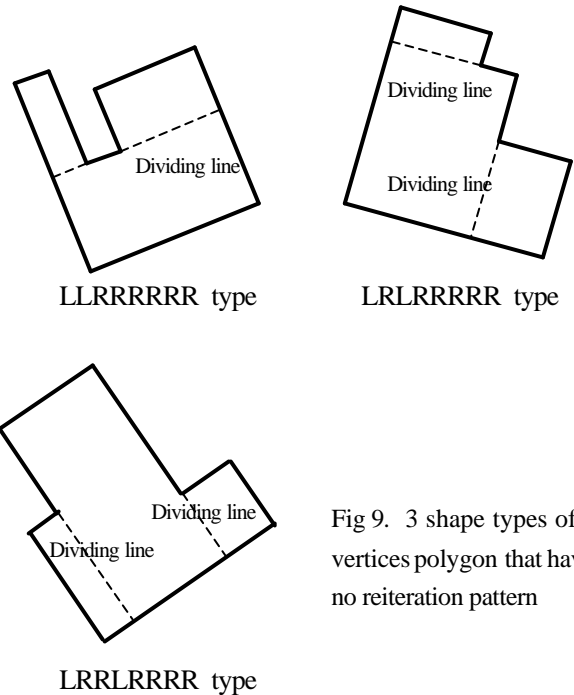 Dividing line
LLRRRRRR type
Dividing line
Dividing line
LRLRRRRR type
Dividing line
Dividing line
LRRLRRRR type
Fig 9. 3 shape types of
vertices polygon that hav
no reiteration pattern